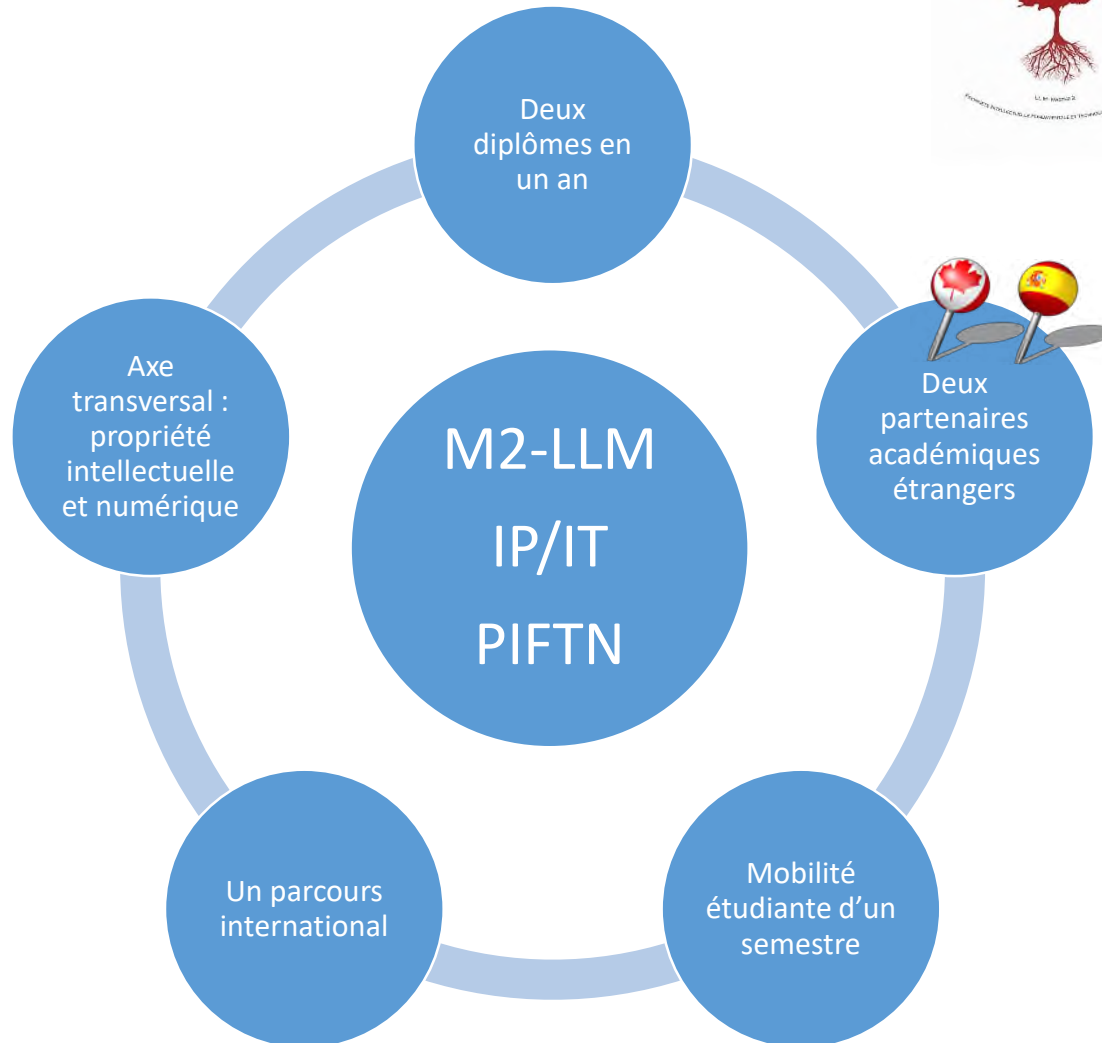 Deux
diplômes en
un an
Deux
partenaires
académiques
étrangers
Mobilité
étudiante d’un
semestre
Un parcours
international
Axe
transversal :
propriété
intellectuelle
et numérique
M2-LLM
IP/IT
PIFTN